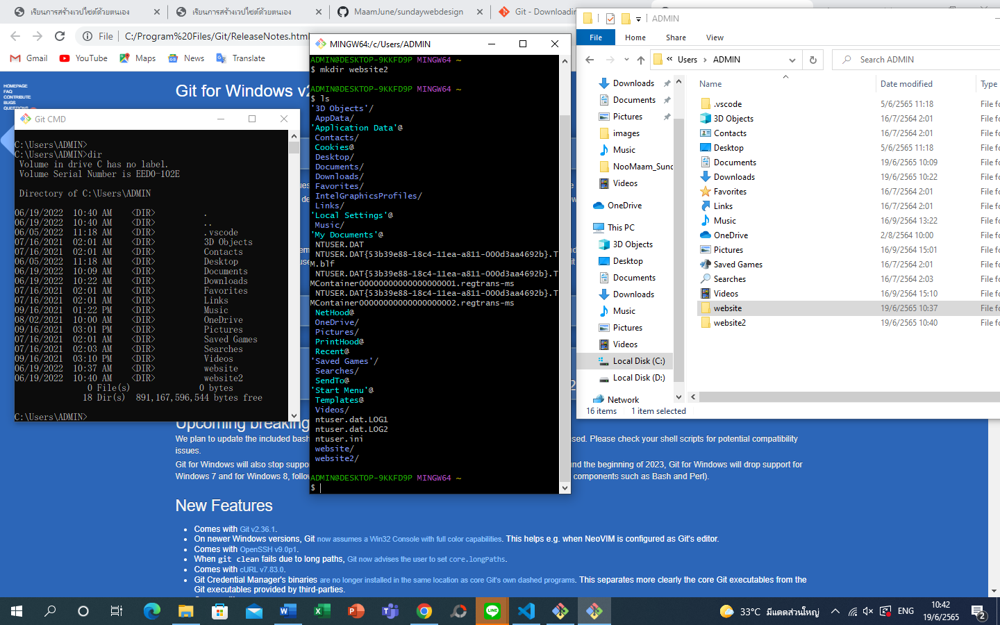 เรียนการสร้างเวปไซต์ด้วยตนเอง
เรียนการสร้างเวปไซต์ด้วยตนเอง
MaamJune/sundaywebdesign
Git - Downloadin
File
C:/Program%20Files/Git/ReleaseNotes.html
Gmail
YouTube
Maps
News
Translate
HOMEPAGE
FAQ
CONTRIBUTE
BUGS
QUESTIONS
Git for Windows v2
Git CMD
C:\Users\ADMIN>
C:\Users\ADMIN>dir
Volume in drive C has no label.
Volume Serial Number is EED0-102E
Directory of C:\Users\ADMIN
06/19/2022 10:40 AM <DIR> .
06/19/2022 10:40 AM <DIR> ..
06/05/2022 11:18 AM <DIR> .vscode
07/16/2021 02:01 AM <DIR> 3D Objects
07/16/2021 02:01 AM <DIR> Contacts
06/05/2022 11:18 AM <DIR> Desktop
06/19/2022 10:09 AM <DIR> Documents
06/19/2022 10:22 AM <DIR> Downloads
07/16/2021 02:01 AM <DIR> Favorites
07/16/2021 02:01 AM <DIR> Links
09/16/2021 01:22 PM <DIR> Music
08/02/2021 10:00 AM <DIR> OneDrive
09/16/2021 03:01 PM <DIR> Pictures
07/16/2021 02:01 AM <DIR> Saved Games
07/16/2021 02:03 AM <DIR> Searches
09/16/2021 03:10 PM <DIR> Videos
06/19/2022 10:37 AM <DIR> website
06/19/2022 10:40 AM <DIR> website2
0 File(s) 0 bytes
18 Dir(s) 891,167,596,544 bytes free
C:\Users\ADMIN>
MINGW64:/c/Users/ADMIN
ADMIN@DESKTOP-9KKFD9P MINGW64 ~
$ mkdir website2
ADMIN@DESKTOP-9KKFD9P MINGW64 ~
$ ls
'3D Objects'/
AppData/
'Application Data'@
Contacts/
Cookies@
Desktop/
Documents/
Downloads/
Favorites/
IntelGraphicsProfiles/
Links/
'Local Settings'@
Music/
'My Documents'@
NTUSER.DAT
NTUSER.DAT{53b39e88-18c4-11ea-a811-000d3aa4692b}.T
M.blf
NTUSER.DAT{53b39e88-18c4-11ea-a811-000d3aa4692b}.T
MContainer00000000000000000001.regtrans-ms
NTUSER.DAT{53b39e88-18c4-11ea-a811-000d3aa4692b}.T
MContainer00000000000000000002.regtrans-ms
NetHood@
OneDrive/
Pictures/
PrintHood@
Recent@
'Saved Games'/
Searches/
SendTo@
'Start Menu'@
Templates@
Videos/
ntuser.dat.LOG1
ntuser.dat.LOG2
ntuser.ini
website/
website2/
ADMIN@DESKTOP-9KKFD9P MINGW64 ~
$
ADMIN
File
Home
Share
View
« Users > ADMIN
Search ADMIN
Downloads
Documents
Pictures
images
Music
NooMaam_Sund
Videos
OneDrive
This PC
3D Objects
Desktop
Documents
Downloads
Music
Pictures
Videos
Local Disk (C:)
Local Disk (D:)
Network
Name Date modified Type
.vscode 5/6/2565 11:18 File fo
3D Objects 16/7/2564 2:01 File fo
Contacts 16/7/2564 2:01 File fo
Desktop 5/6/2565 11:18 File fo
Documents 19/6/2565 10:09 File fo
Downloads 19/6/2565 10:22 File fo
Favorites 16/7/2564 2:01 File fo
Links 16/7/2564 2:01 File fo
Music 16/9/2564 13:22 File fo
OneDrive 2/8/2564 10:00 File fo
Pictures 16/9/2564 15:01 File fo
Saved Games 16/7/2564 2:01 File fo
Searches 16/7/2564 2:03 File fo
Videos 16/9/2564 15:10 File fo
website 19/6/2565 10:37 File fo
website2 19/6/2565 10:40 File fo
16 items 1 item selected
Upcoming breaking
We plan to update the included bash
sed. Please check your shell scripts for potential compatibility
issues.
Git for Windows will also stop suppo
nd the beginning of 2023, Git for Windows will drop support for
Windows 7 and for Windows 8, follow
components such as Bash and Perl).
New Features
• Comes with Git v2.36.1.
• On newer Windows versions, Git now assumes a Win32 Console with full color capabilities. This helps e.g. when NeoVIM is configured as Git's editor.
• Comes with OpenSSH v9.0p1.
• When git clean fails due to long paths, Git now advises the user to set core.longPaths.
• Comes with cURL v7.83.0.
• Git Credential Manager's binaries are no longer installed in the same location as core Git's own dashed programs. This separates more clearly the core Git executables from the
Git executables provided by third-parties.
33°C มีแดดส่วนใหญ่
ENG
10:42
19/6/2565
2